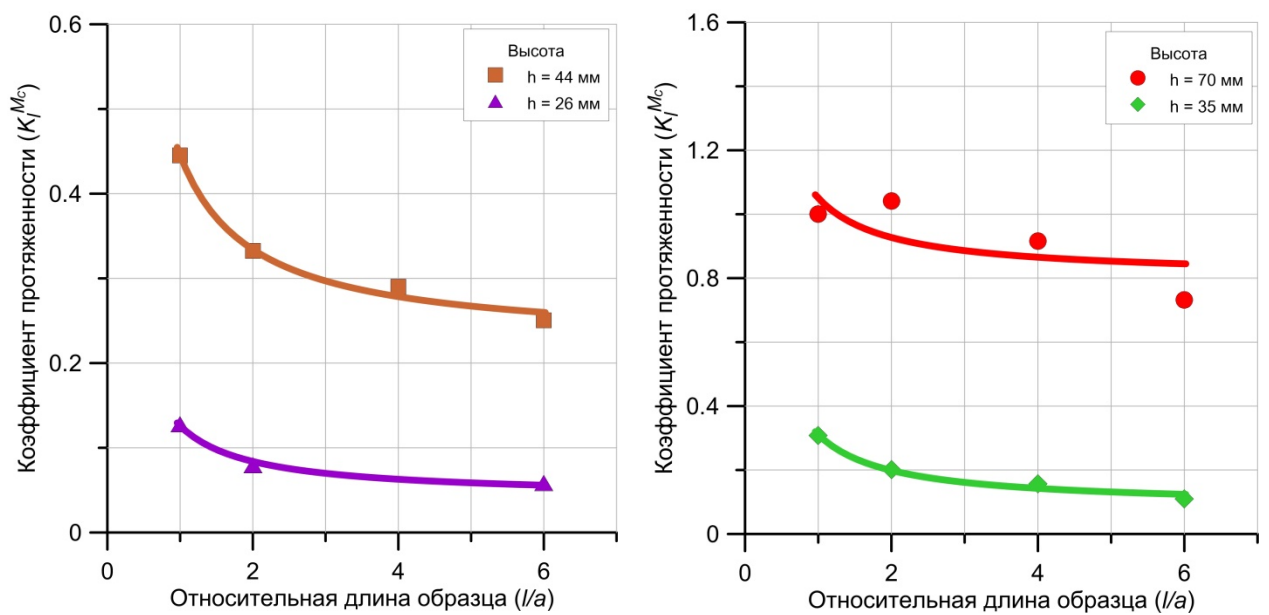 0.6
0.4
0.2
0
0
2
4
6
Коэффициент протяженности (K_l^{Mc})
Относительная длина образца (l/a)
Высота
h = 44 мм
h = 26 мм
1.6
1.2
0.8
0.4
0
0
2
4
6
Коэффициент протяженности (K_l^{Mc})
Относительная длина образца (l/a)
Высота
h = 70 мм
h = 35 мм